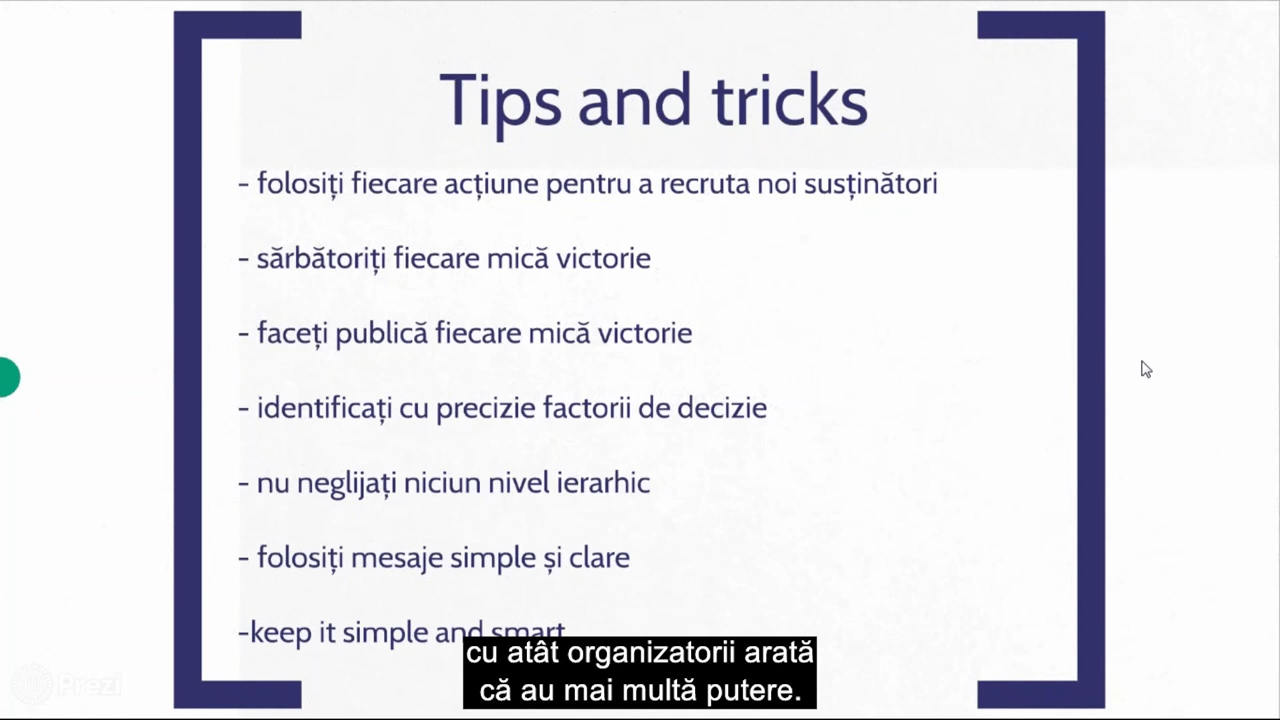 Tips and tricks
- folosiți fiecare acțiune pentru a recruta noi susținători
- sărbătoriți fiecare mică victorie
- faceți publică fiecare mică victorie
- identificați cu precizie factorii de decizie
- nu neglijați niciun nivel ierarhic
- folosiți mesaje simple și clare
-keep it simple and smart
cu atât organizatorii arată
că au mai multă putere.
Prezi